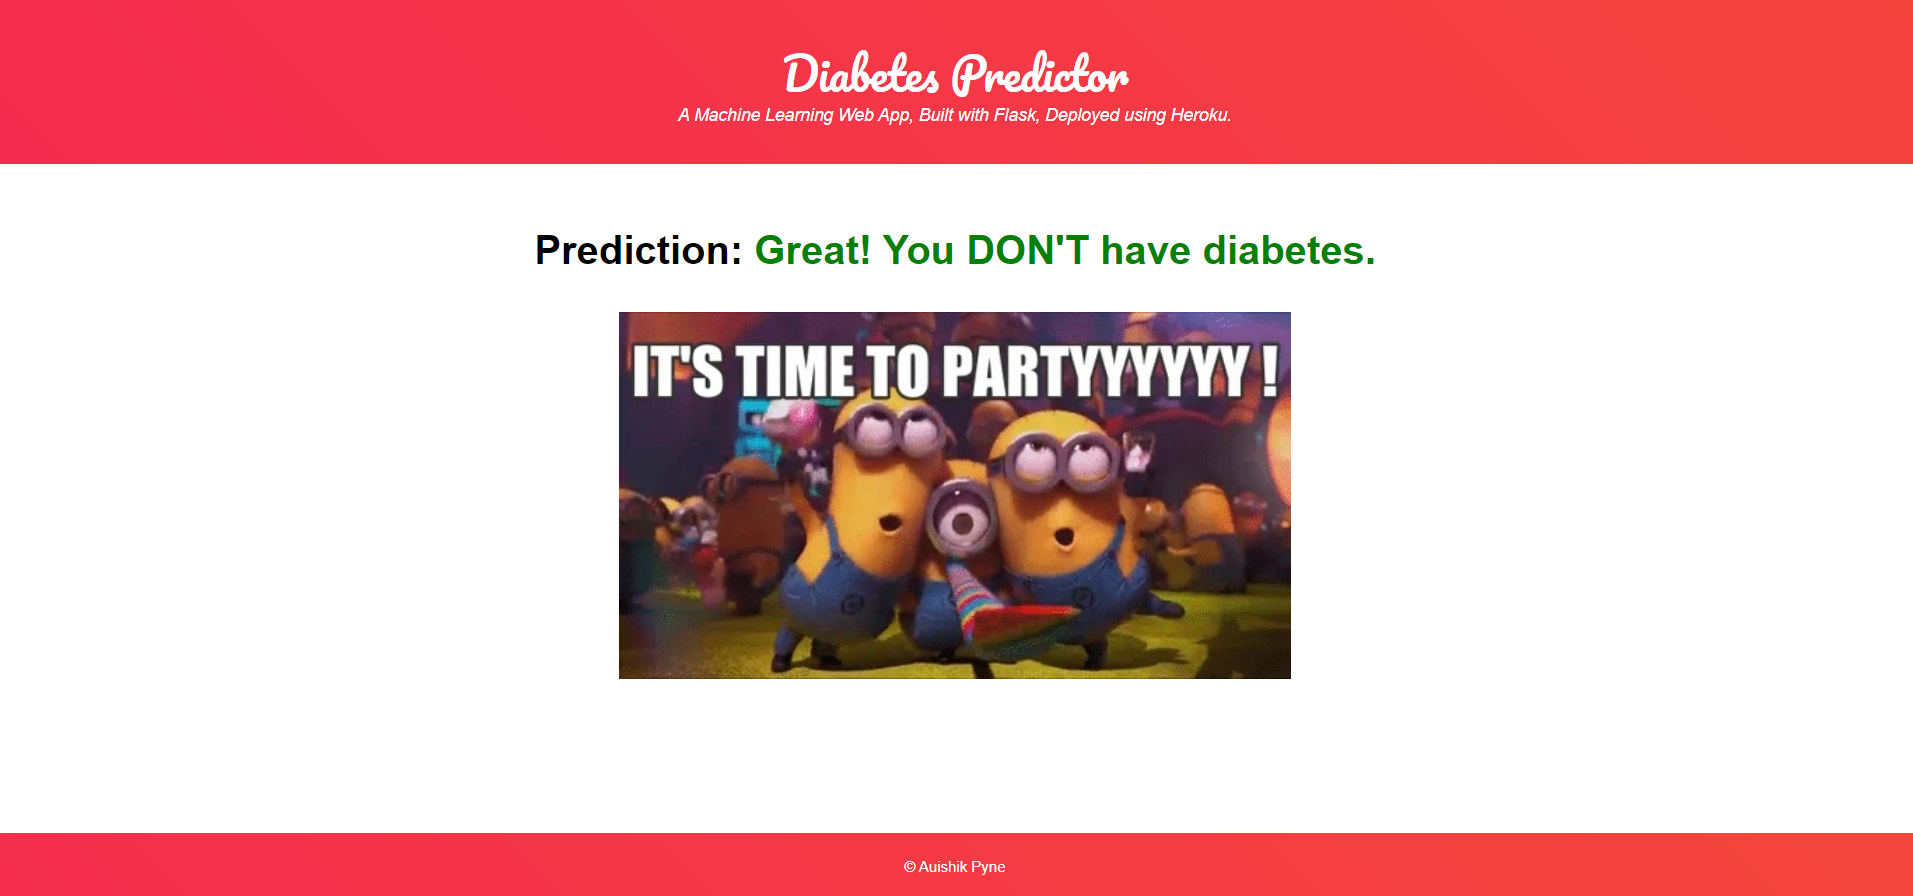 Diabetes Predictor
A Machine Learning Web App, Built with Flask, Deployed using Heroku.
Prediction: Great! You DON'T have diabetes.
IT'S TIME TO PARTYYYYYY !
© Auishik Pyne